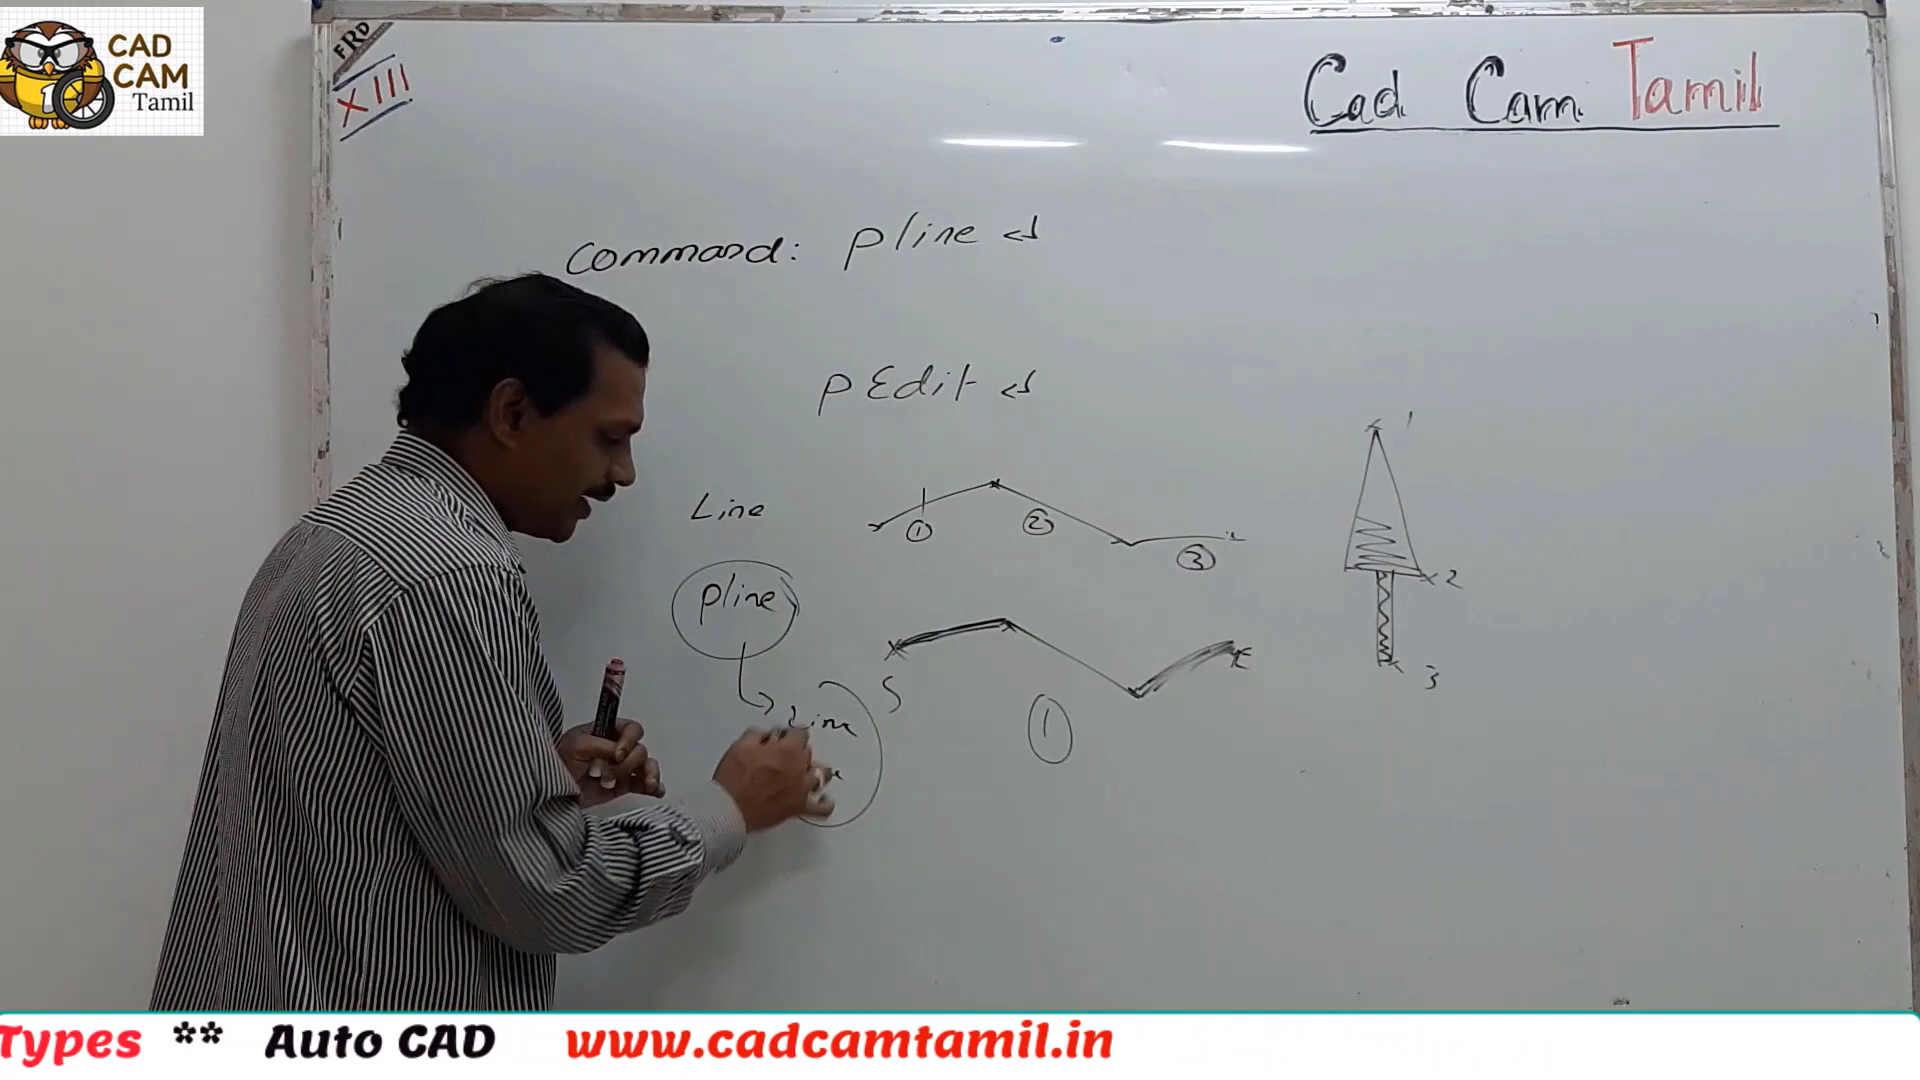 CAD
CAM
Tamil
FRD
XIII
Cad Cam Tamil
Command: pline ↲
pEdit ↲
Line
① ② ③
pline
S
E
Line
①
1
2
3
Types ** Auto CAD www.cadcamtamil.in